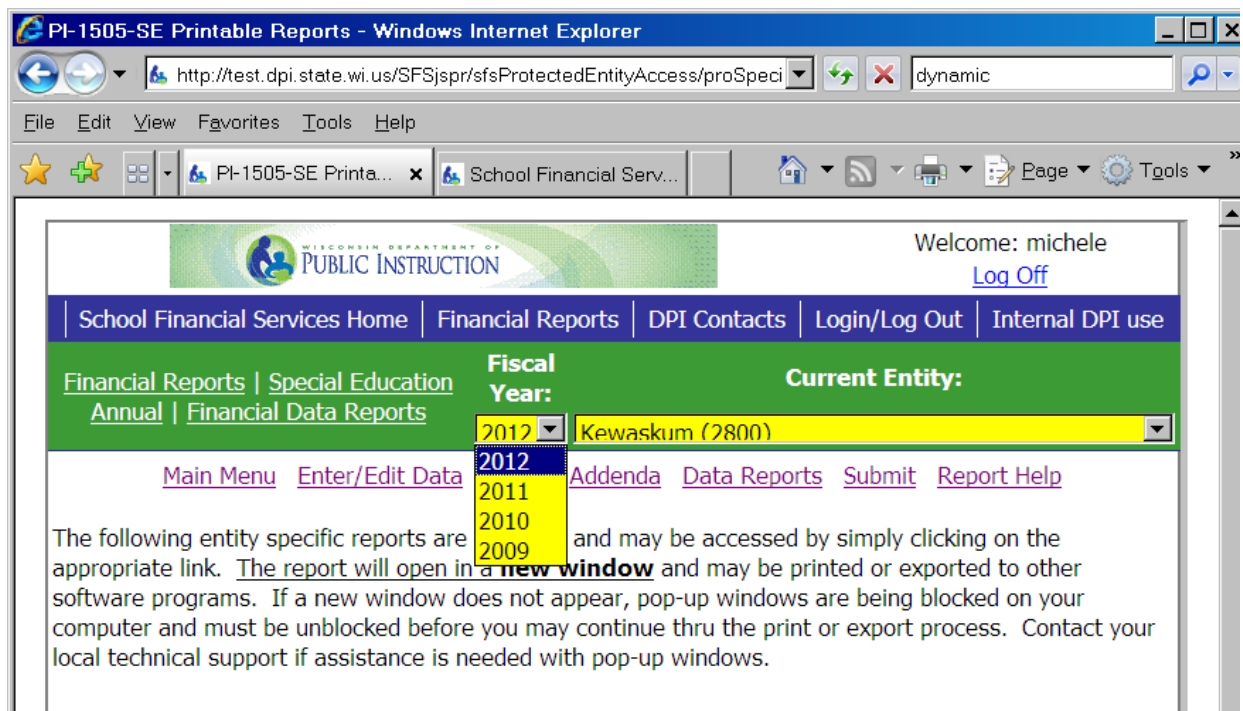 PI-1505-SE Printable Reports - Windows Internet Explorer
http://test.dpi.state.wi.us/SFSjspr/sfsProtectedEntityAccess/proSpeci dynamic
File Edit View Favorites Tools Help
PI-1505-SE Printa... School Financial Serv... Page Tools »
WISCONSIN DEPARTMENT OF
PUBLIC INSTRUCTION
Welcome: michele
Log Off
School Financial Services Home | Financial Reports | DPI Contacts | Login/Log Out | Internal DPI use
Financial Reports | Special Education
Annual | Financial Data Reports
Fiscal
Year:
2012
Current Entity:
Kewaskum (2800)
2012
2011
2010
2009
Main Menu Enter/Edit Data Addenda Data Reports Submit Report Help
The following entity specific reports are and may be accessed by simply clicking on the
appropriate link. The report will open in a new window and may be printed or exported to other
software programs. If a new window does not appear, pop-up windows are being blocked on your
computer and must be unblocked before you may continue thru the print or export process. Contact your
local technical support if assistance is needed with pop-up windows.